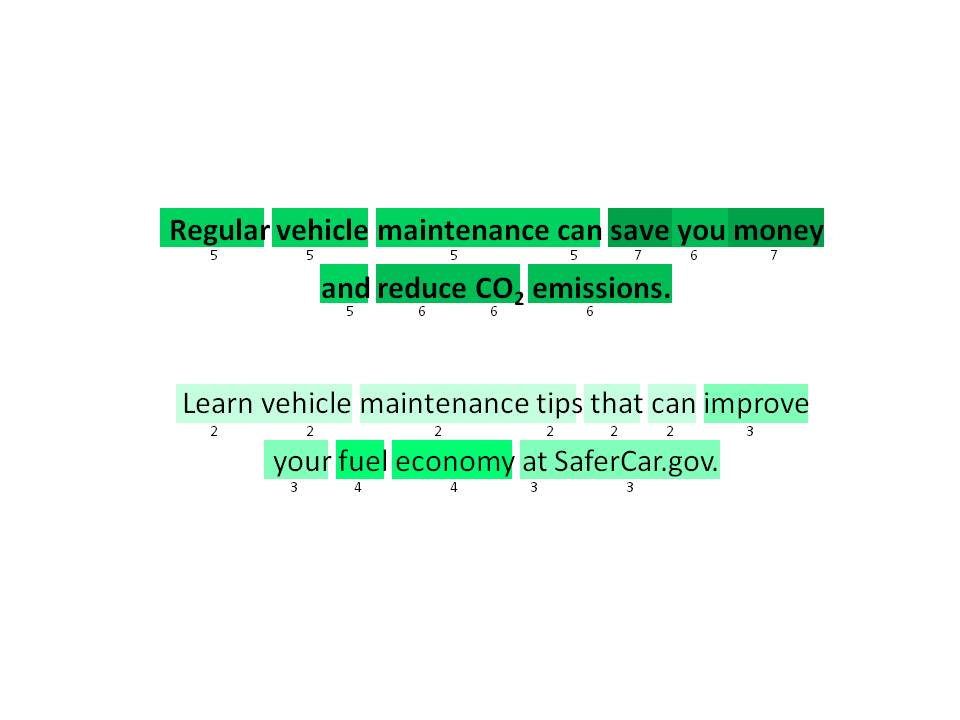 Regular vehicle maintenance can save you money
5 5 5 5 7 6 7
and reduce CO₂ emissions.
5 6 6 6
Learn vehicle maintenance tips that can improve
2 2 2 2 2 2 3
your fuel economy at SaferCar.gov.
3 4 4 3 3